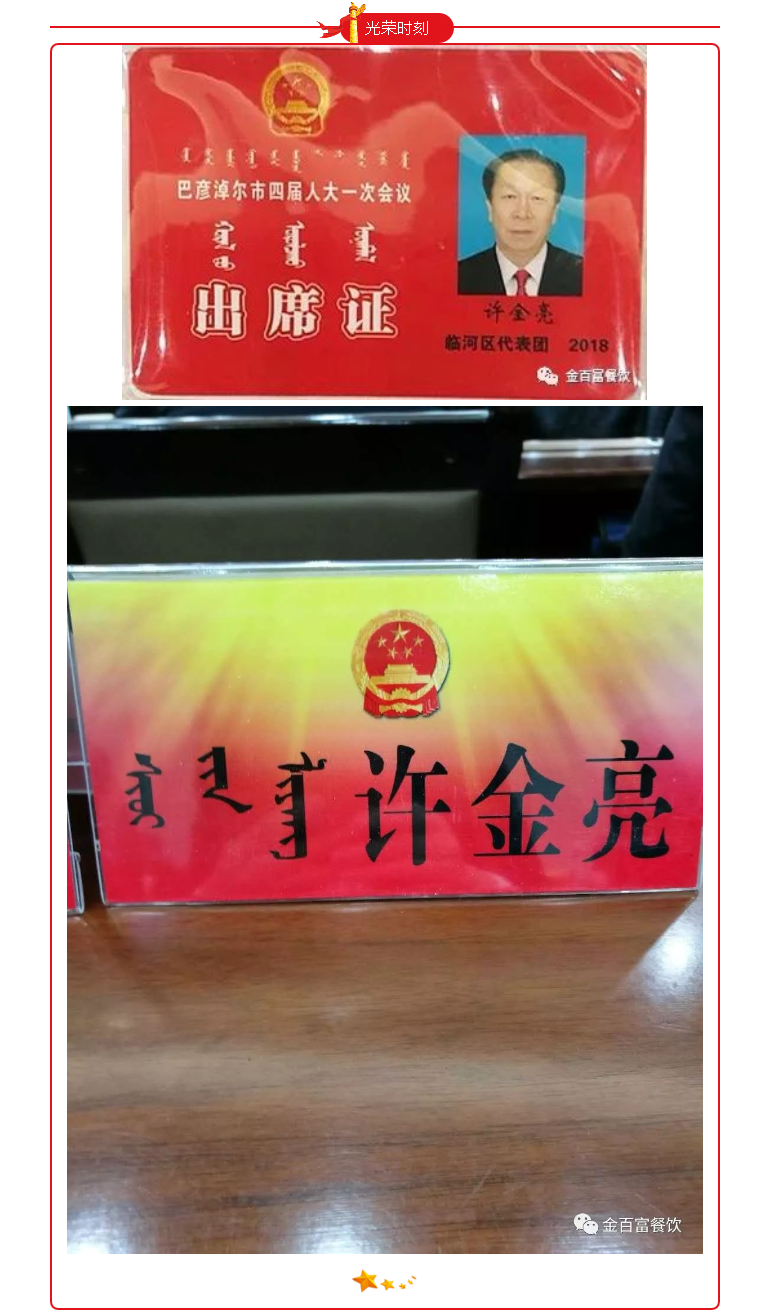 光荣时刻
巴彦淖尔市四届人大一次会议
出席证
许金亮
临河区代表团 2018
金百富餐饮
许金亮
金百富餐饮